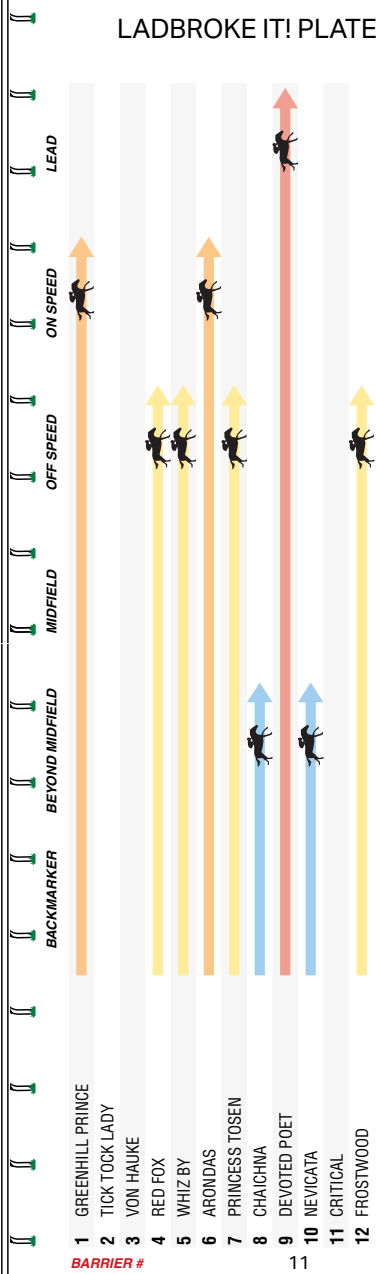 LADBROKE IT! PLATE
LEAD
ON SPEED
OFF SPEED
MIDFIELD
BEYOND MIDFIELD
BACKMARKER
1 GREENHILL PRINCE
2 TICK TOCK LADY
3 VON HAUKE
4 RED FOX
5 WHIZ BY
6 ARONDAS
7 PRINCESS TOSEN
8 CHAICHNA
9 DEVOTED POET
10 NEVICATA
11 CRITICAL
12 FROSTWOOD
BARRIER #
11